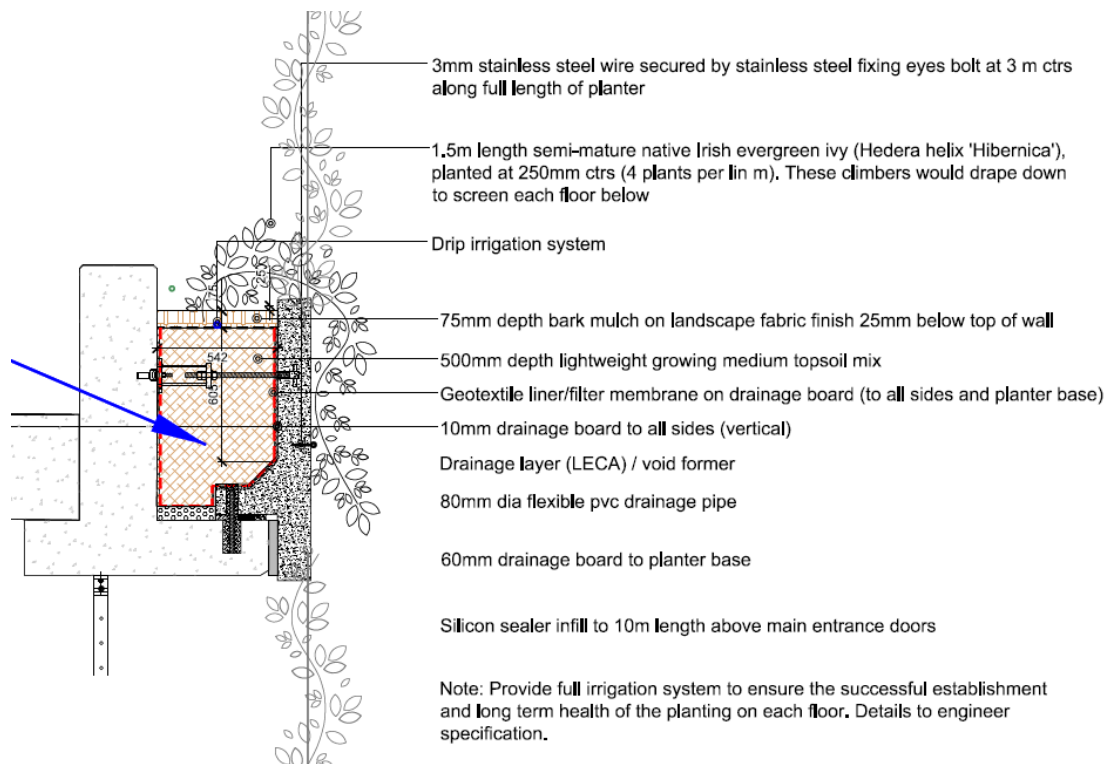 3mm stainless steel wire secured by stainless steel fixing eyes bolt at 3 m ctrs
along full length of planter
1.5m length semi-mature native Irish evergreen ivy (Hedera helix 'Hibernica'),
planted at 250mm ctrs (4 plants per lin m). These climbers would drape down
to screen each floor below
Drip irrigation system
75
25
75mm depth bark mulch on landscape fabric finish 25mm below top of wall
542
500mm depth lightweight growing medium topsoil mix
605
Geotextile liner/filter membrane on drainage board (to all sides and planter base)
10mm drainage board to all sides (vertical)
Drainage layer (LECA) / void former
80mm dia flexible pvc drainage pipe
60mm drainage board to planter base
Silicon sealer infill to 10m length above main entrance doors
Note: Provide full irrigation system to ensure the successful establishment
and long term health of the planting on each floor. Details to engineer
specification.